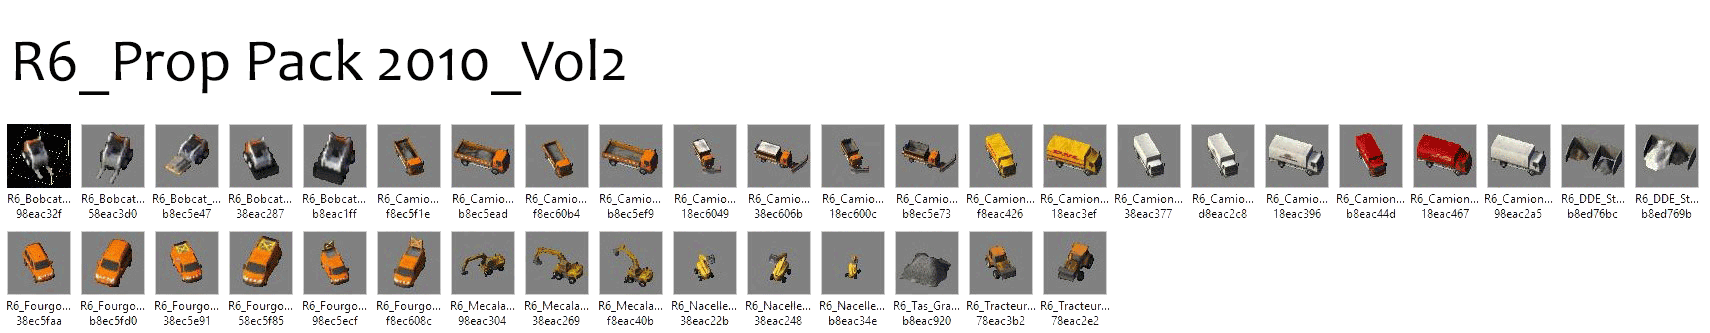 R6_Prop Pack 2010_Vol2
R6_Bobcat... R6_Bobcat... R6_Bobcat_... R6_Bobcat... R6_Bobcat... R6_Camio... R6_Camio... R6_Camio... R6_Camio... R6_Camio... R6_Camio... R6_Camio... R6_Camio... R6_Camion... R6_Camion... R6_Camion... R6_Camion... R6_Camio... R6_Camion... R6_Camion... R6_Camion... R6_DDE_St... R6_DDE_St...
98eac32f 58eac3d0 b8ec5e47 38eac287 b8eac1ff f8ec5f1e b8ec5ead f8ec60b4 b8ec5ef9 18ec6049 38ec606b 18ec600c b8ec5e73 f8eac426 18eac3ef 38eac377 d8eac2c8 18eac396 b8eac44d 18eac467 98eac2a5 b8ed76bc b8ed769b
R6_Fourgo... R6_Fourgo... R6_Fourgo... R6_Fourgo... R6_Fourgo... R6_Fourgo... R6_Mecala... R6_Mecala... R6_Mecala... R6_Nacelle... R6_Nacelle... R6_Nacelle... R6_Tas_Gra... R6_Tracteur... R6_Tracteur...
38ec5faa b8ec5fd0 38ec5e91 58ec5f85 98ec5ecf f8ec608c 98eac304 38eac269 f8eac40b 38eac22b 38eac248 b8eac34e b8eac920 78eac3b2 78eac2e2